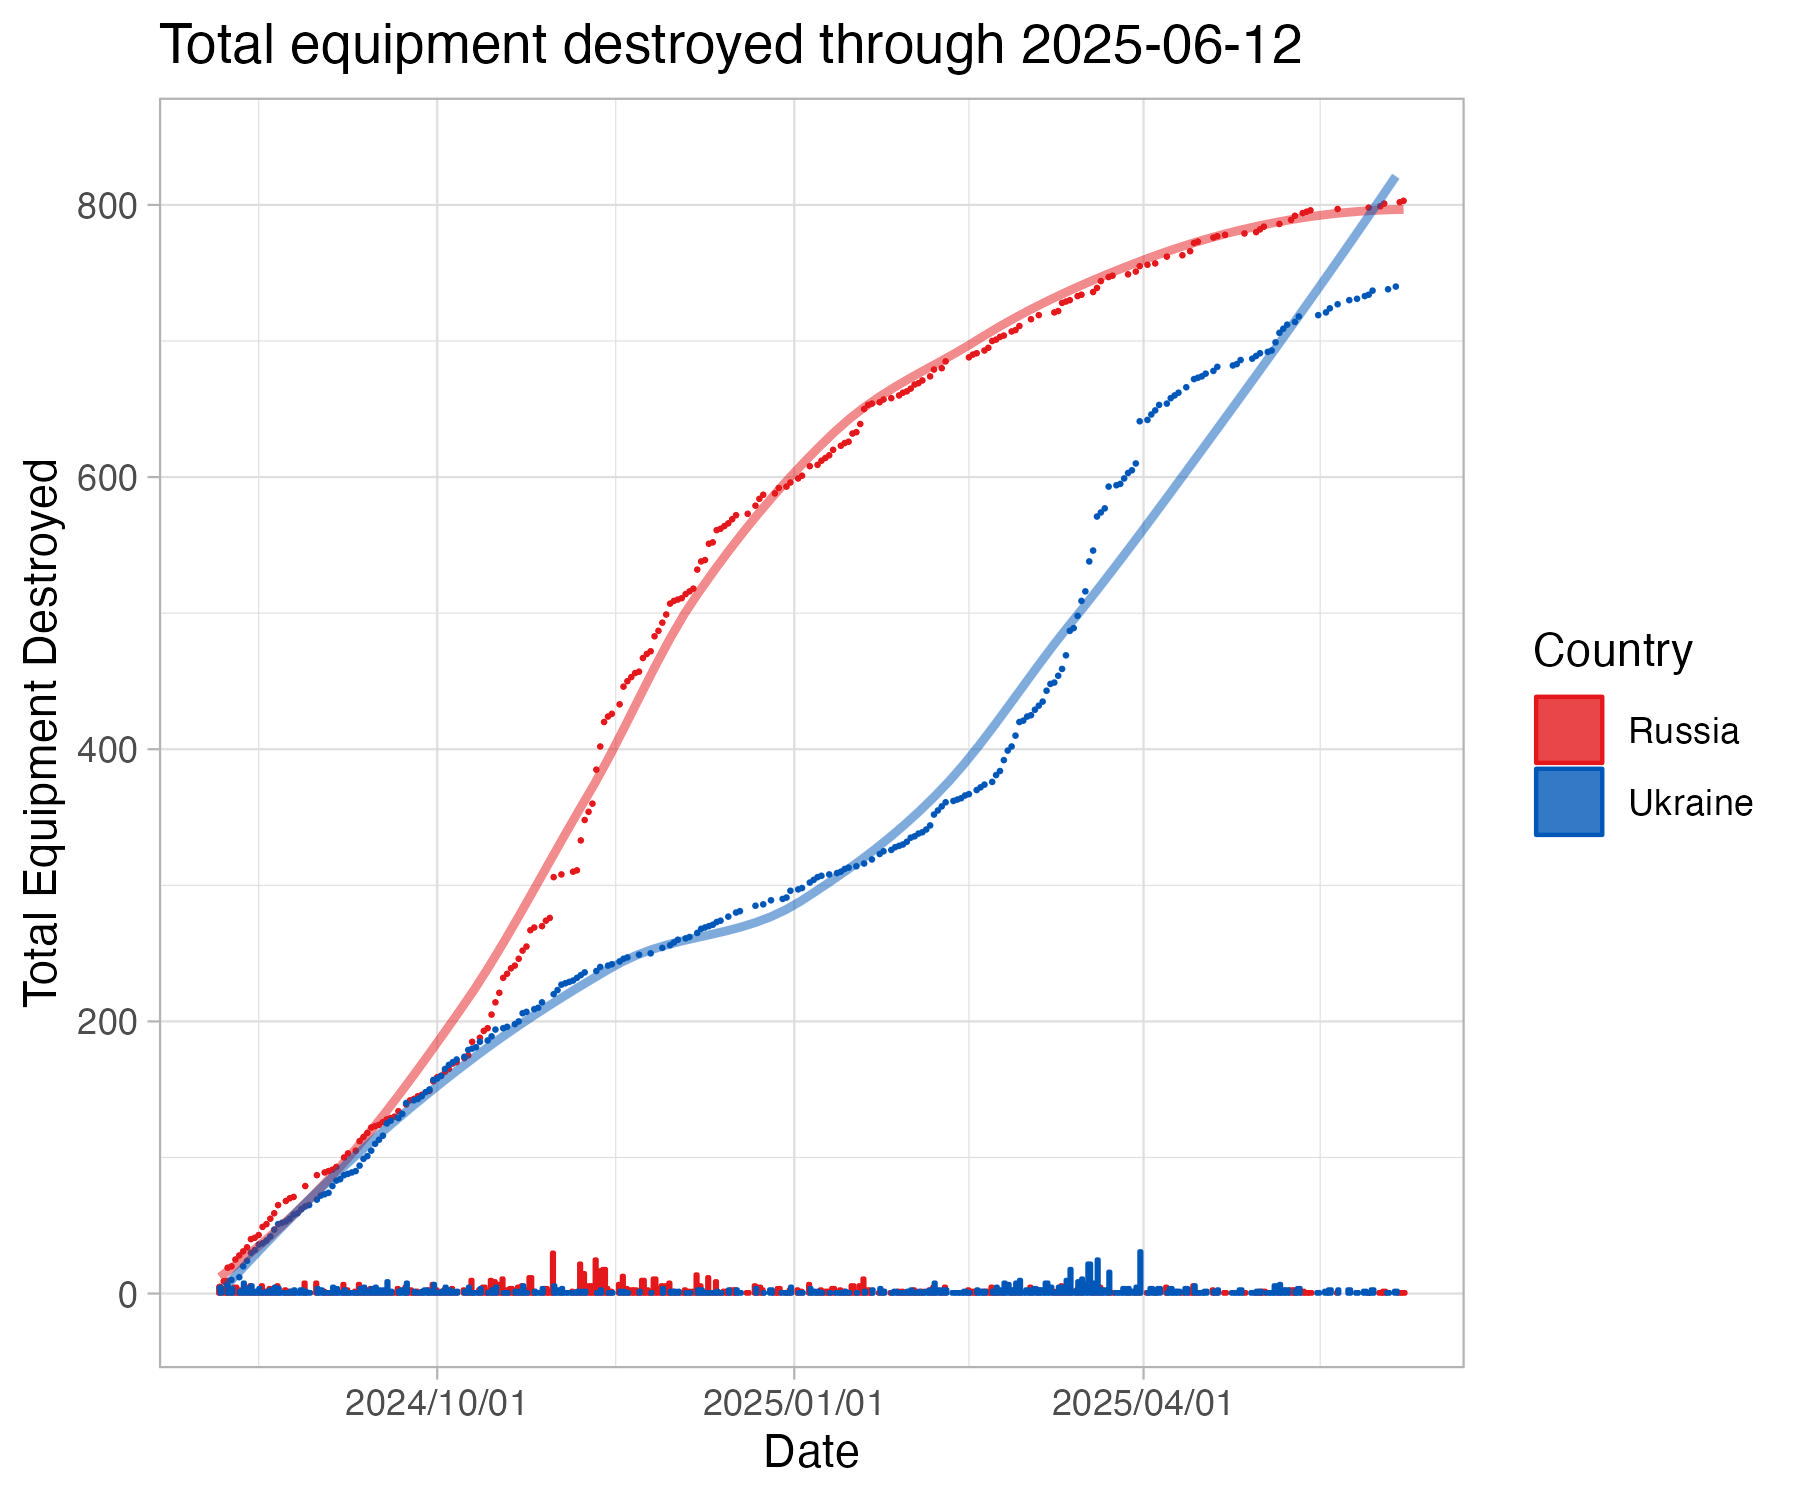 Total equipment destroyed through 2025-06-12
Total Equipment Destroyed
800
600
400
200
0
2024/10/01
2025/01/01
2025/04/01
Date
Country
Russia
Ukraine